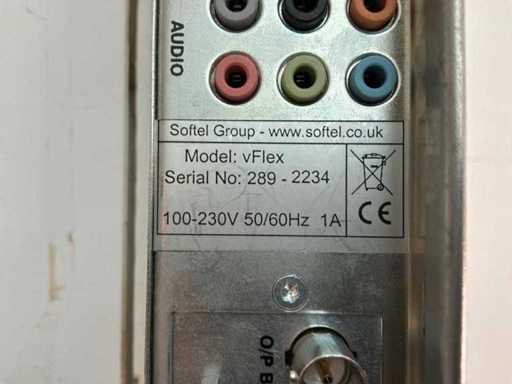 AUDIO
Softel Group - www.softel.co.uk
Model: vFlex
Serial No: 289 - 2234
100-230V 50/60Hz 1A
CE
O/P B